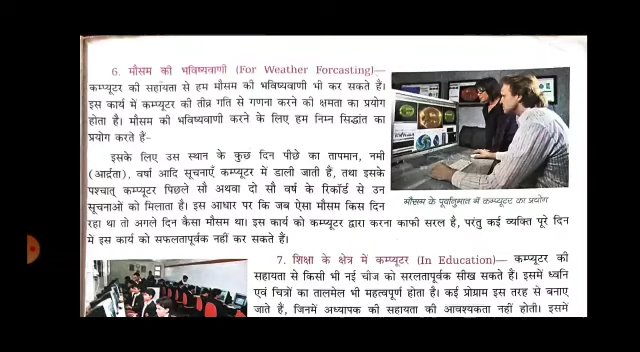 6. मौसम की भविष्यवाणी (For Weather Forcasting)—
कम्प्यूटर की सहायता से हम मौसम की भविष्यवाणी भी कर सकते हैं।
इस कार्य में कम्प्यूटर की तीव्र गति से गणना करने की क्षमता का प्रयोग
होता है। मौसम की भविष्यवाणी करने के लिए हम निम्न सिद्धांत का
प्रयोग करते हैं–
इसके लिए उस स्थान के कुछ दिन पीछे का तापमान, नमी
(आर्द्रता), वर्षा आदि सूचनाएँ कम्प्यूटर में डाली जाती हैं, तथा इसके
पश्चात् कम्प्यूटर पिछले सौ अथवा दो सौ वर्ष के रिकॉर्ड से उन
सूचनाओं को मिलाता है। इस आधार पर कि जब ऐसा मौसम किस दिन
मौसम के पूर्वानुमान में कम्प्यूटर का प्रयोग
रहा था तो अगले दिन कैसा मौसम था। इस कार्य को कम्प्यूटर द्वारा करना काफी सरल है, परंतु कई व्यक्ति पूरे दिन
में इस कार्य को सफलतापूर्वक नहीं कर सकते हैं।
7. शिक्षा के क्षेत्र में कम्प्यूटर (In Education)— कम्प्यूटर की
सहायता से किसी भी नई चीज को सरलतापूर्वक सीख सकते हैं। इसमें ध्वनि
एवं चित्रों का तालमेल भी महत्वपूर्ण होता है। कई प्रोग्राम इस तरह से बनाए
जाते हैं, जिनमें अध्यापक की सहायता की आवश्यकता नहीं होती। इसमें